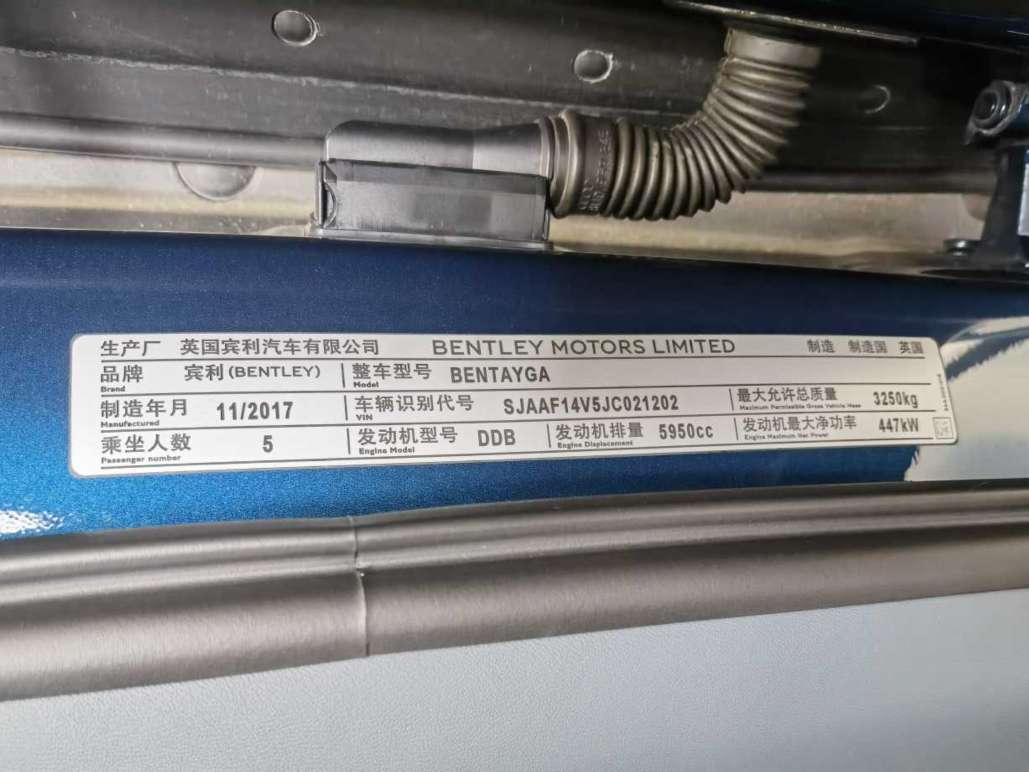 生产厂 英国宾利汽车有限公司 BENTLEY MOTORS LIMITED 制造 制造国 英国
品牌 宾利(BENTLEY) 整车型号 BENTAYGA
Brand Model
制造年月 11/2017 车辆识别代号 SJAAF14V5JC021202 最大允许总质量 3250kg
Manufactured VIN Maximum Permissible Gross Vehicle Mass
乘坐人数 5 发动机型号 DDB 发动机排量 5950cc 发动机最大净功率 447kW
Passenger number Engine Model Engine Displacement Engine Maximum Net Power